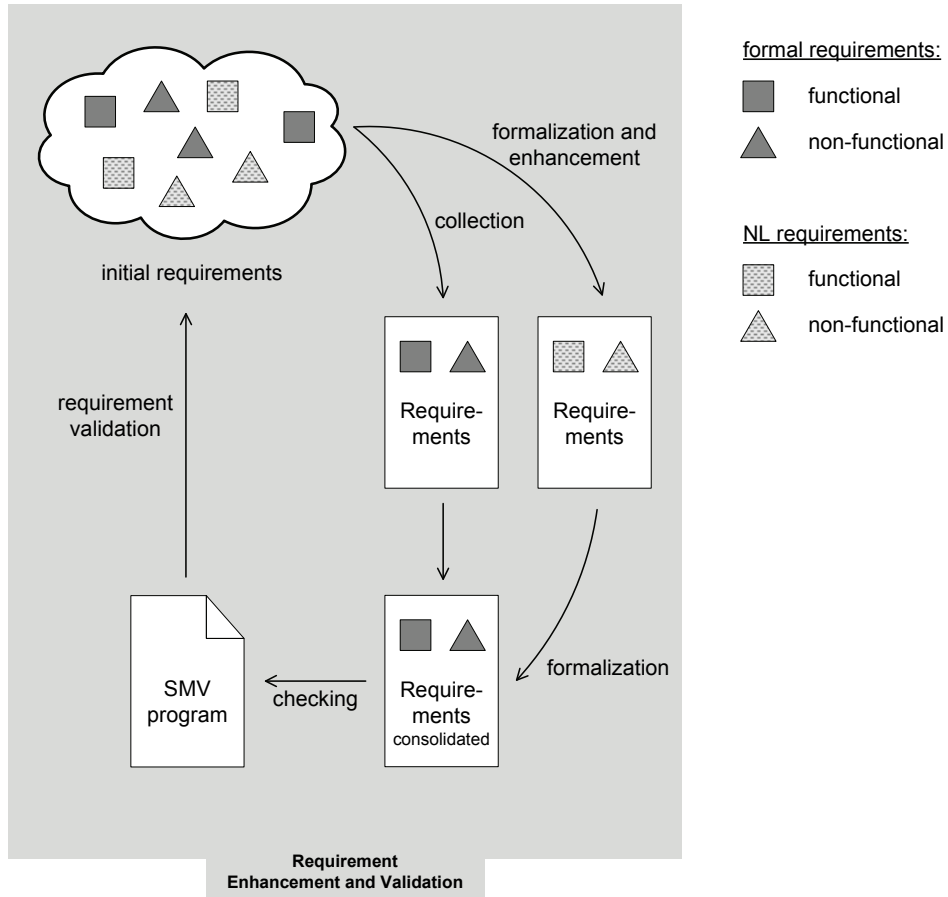 formal requirements:
functional
non-functional
NL requirements:
functional
non-functional
initial requirements
formalization and
enhancement
collection
Require-
ments
Require-
ments
requirement
validation
SMV
program
checking
Require-
ments
consolidated
formalization
Requirement
Enhancement and Validation